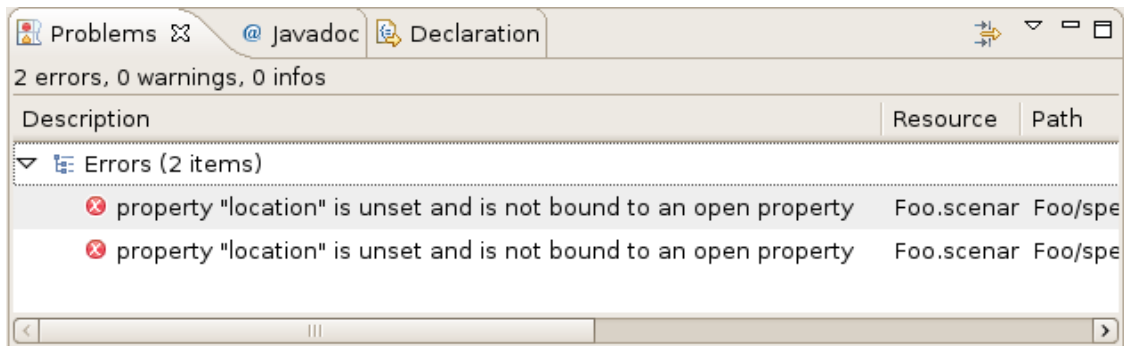 Problems @ Javadoc Declaration
2 errors, 0 warnings, 0 infos
Description Resource Path
Errors (2 items)
property "location" is unset and is not bound to an open property Foo.scenar Foo/spe
property "location" is unset and is not bound to an open property Foo.scenar Foo/spe